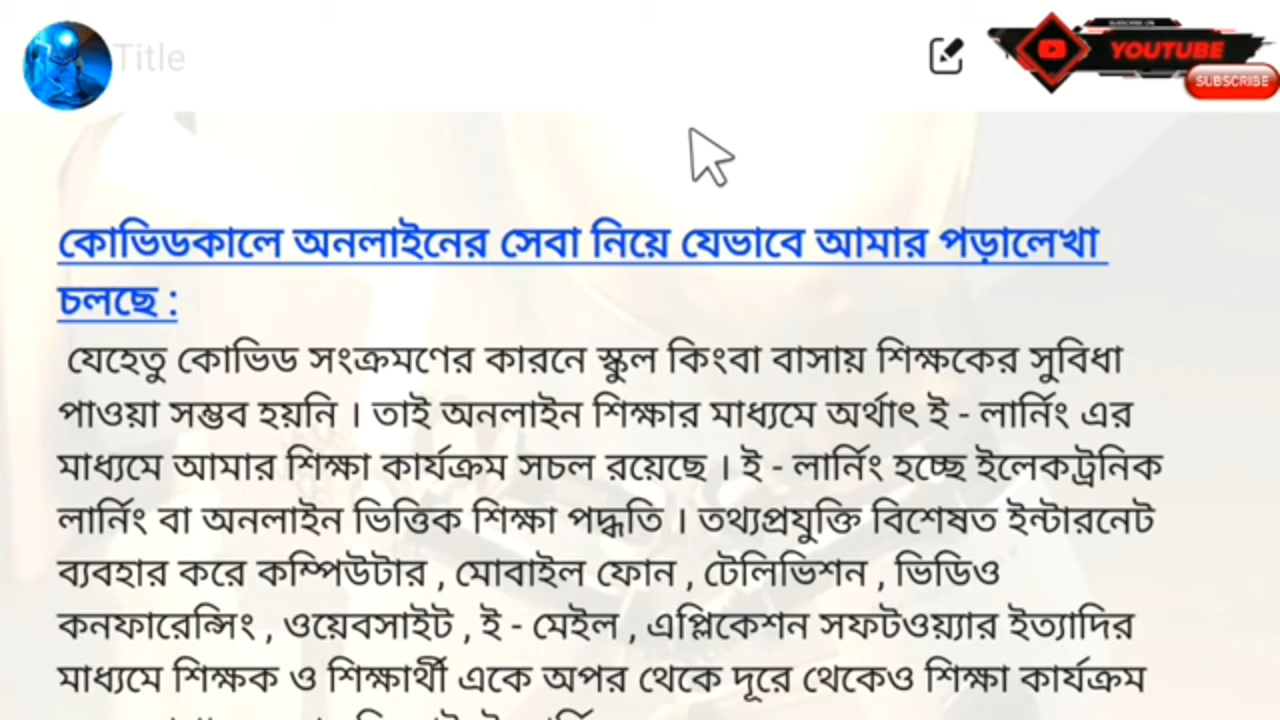 Title
SUBSCRIBE ON
YOUTUBE
SUBSCRIBE
কোভিডকালে অনলাইনের সেবা নিয়ে যেভাবে আমার পড়ালেখা
চলছে :
যেহেতু কোভিড সংক্রমণের কারনে স্কুল কিংবা বাসায় শিক্ষকের সুবিধা
পাওয়া সম্ভব হয়নি । তাই অনলাইন শিক্ষার মাধ্যমে অর্থাৎ ই - লার্নিং এর
মাধ্যমে আমার শিক্ষা কার্যক্রম সচল রয়েছে । ই - লার্নিং হচ্ছে ইলেকট্রনিক
লার্নিং বা অনলাইন ভিত্তিক শিক্ষা পদ্ধতি । তথ্যপ্রযুক্তি বিশেষত ইন্টারনেট
ব্যবহার করে কম্পিউটার , মোবাইল ফোন , টেলিভিশন , ভিডিও
কনফারেন্সিং , ওয়েবসাইট , ই - মেইল , এপ্লিকেশন সফটওয়্যার ইত্যাদির
মাধ্যমে শিক্ষক ও শিক্ষার্থী একে অপর থেকে দূরে থেকেও শিক্ষা কার্যক্রম